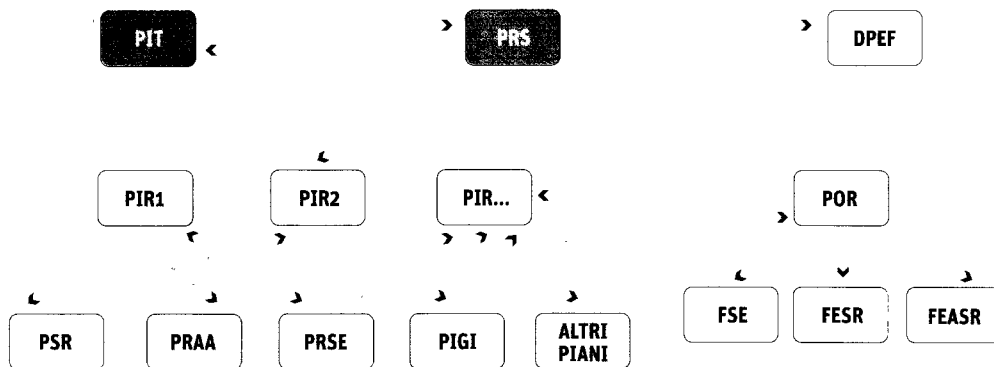 PIT
PRS
DPEF
PIR1
PIR2
PIR...
POR
FSE
FESR
FEASR
PSR
PRAA
PRSE
PIGI
ALTRI
PIANI